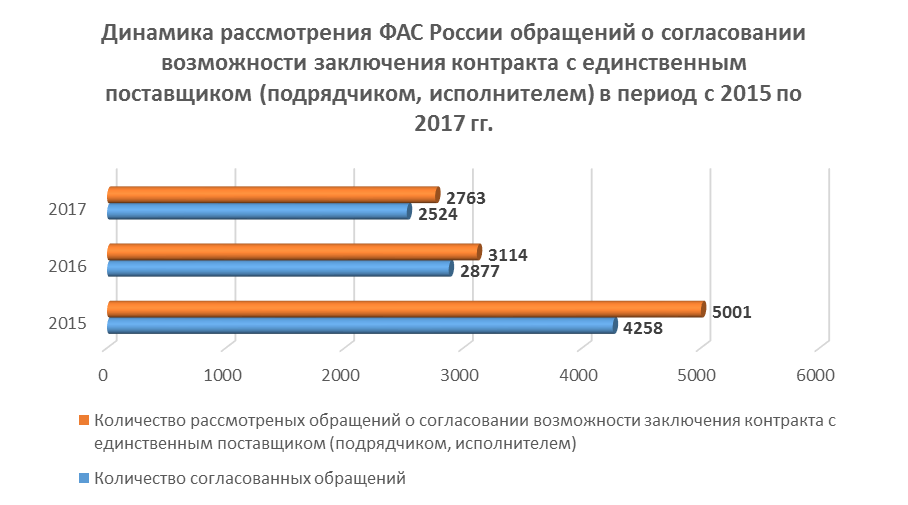 Динамика рассмотрения ФАС России обращений о согласовании
возможности заключения контракта с единственным
поставщиком (подрядчиком, исполнителем) в период с 2015 по
2017 гг.
2017
2763
2524
2016
3114
2877
2015
5001
4258
0 1000 2000 3000 4000 5000 6000
Количество рассмотреных обращений о согласовании возможности заключения контракта с
единственным поставщиком (подрядчиком, исполнителем)
Количество согласованных обращений